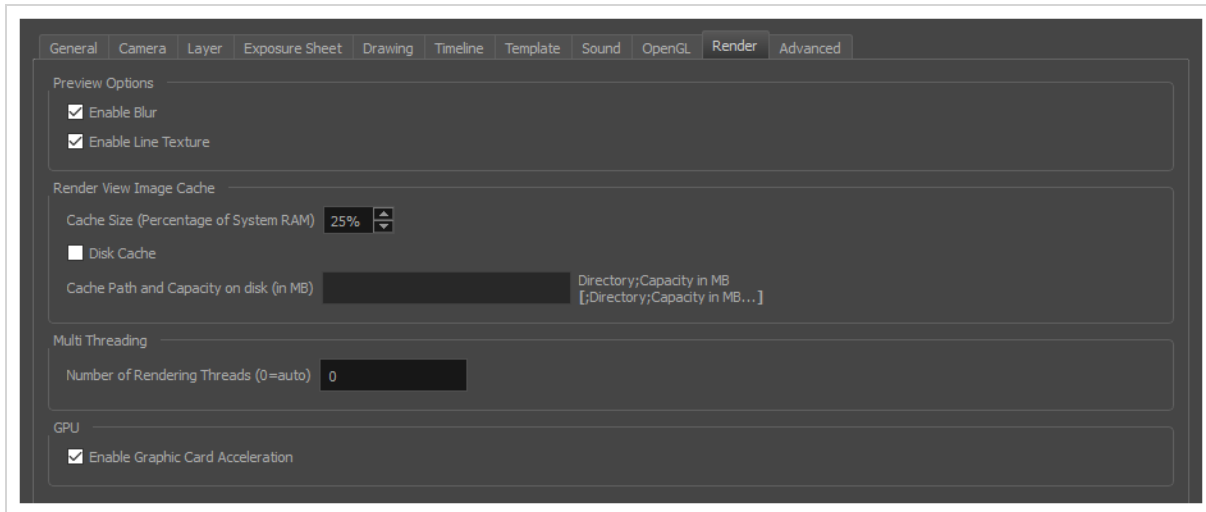 General Camera Layer Exposure Sheet Drawing Timeline Template Sound OpenGL Render Advanced
Preview Options
Enable Blur
Enable Line Texture
Render View Image Cache
Cache Size (Percentage of System RAM) 25%
Disk Cache
Cache Path and Capacity on disk (in MB)
Directory;Capacity in MB
[;Directory;Capacity in MB...]
Multi Threading
Number of Rendering Threads (0=auto) 0
GPU
Enable Graphic Card Acceleration